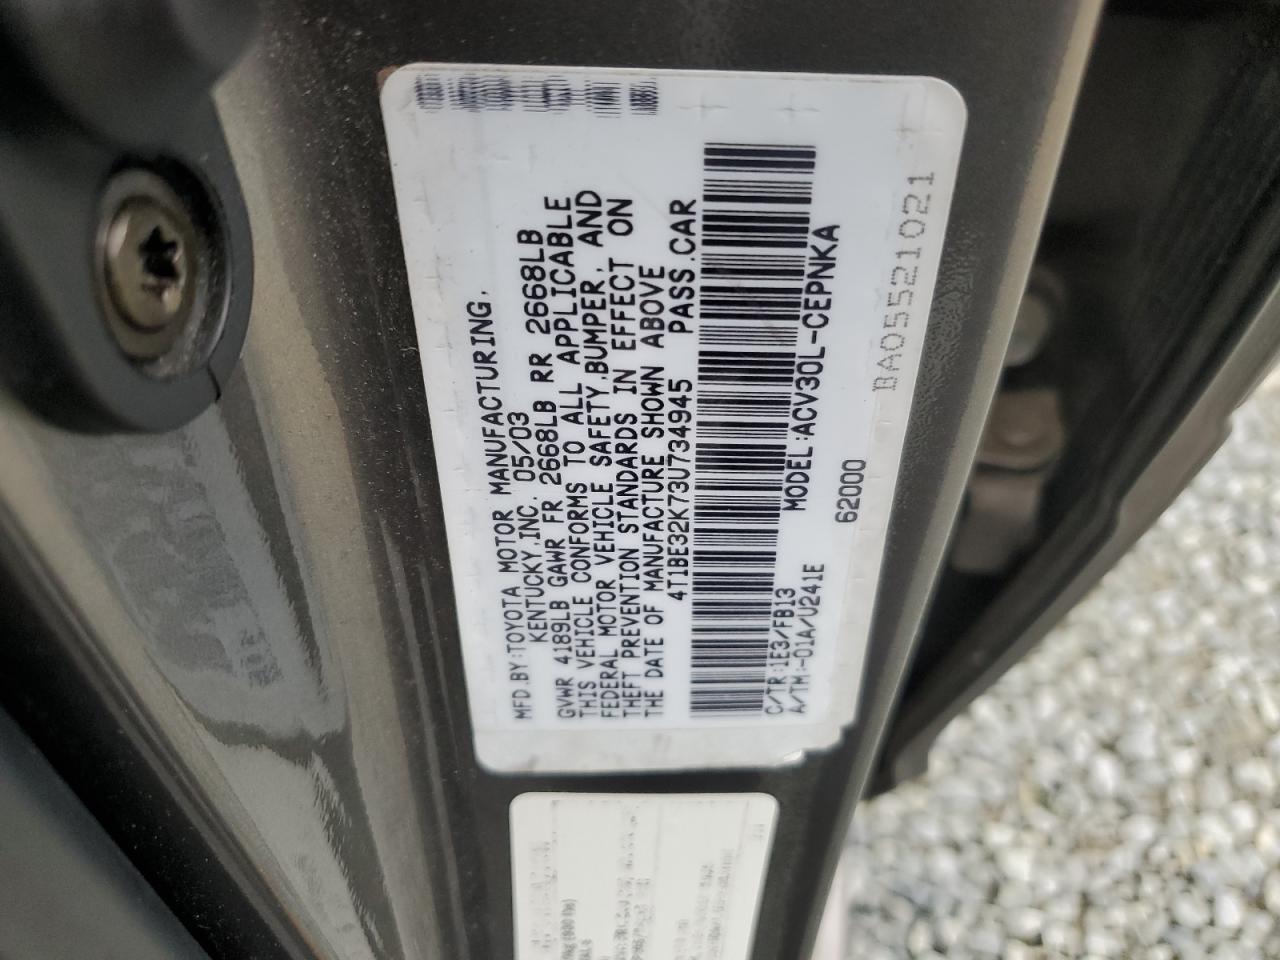 MFD.BY:TOYOTA MOTOR MANUFACTURING,
KENTUCKY,INC. 05/03
GVWR 4189LB GAWR FR 2668LB RR 2668LB
THIS VEHICLE CONFORMS TO ALL APPLICABLE
FEDERAL MOTOR VEHICLE SAFETY,BUMPER, AND
THEFT PREVENTION STANDARDS IN EFFECT ON
THE DATE OF MANUFACTURE SHOWN ABOVE
4T1BE32K73U734945 PASS.CAR
C/TR:1E3/FB13 MODEL:ACV30L-CEPNKA
A/TM:-01A/U241E 62000
BA05521021